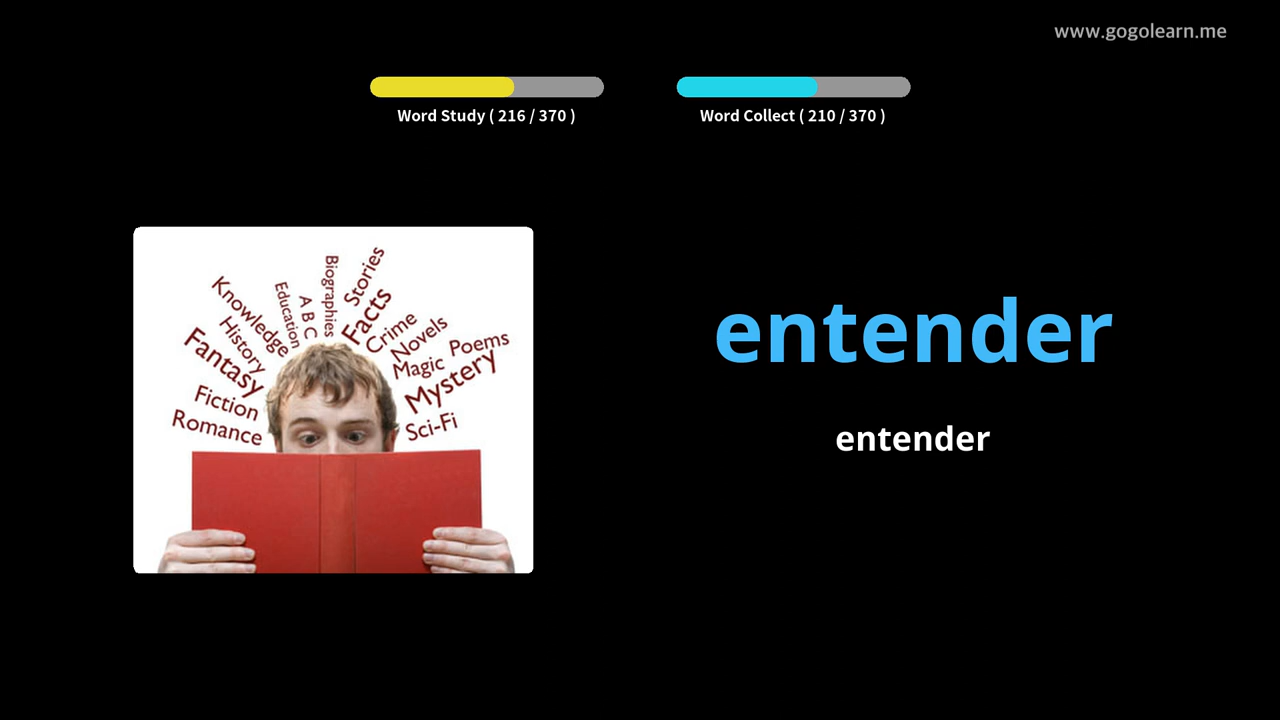 www.gogolearn.me
Word Study ( 216 / 370 )
Word Collect ( 210 / 370 )
Biographies
Stories
Education
A B C
Facts
Knowledge
Crime
History
Novels
Fantasy
Magic
Poems
Mystery
Fiction
Romance
Sci-Fi
entender
entender